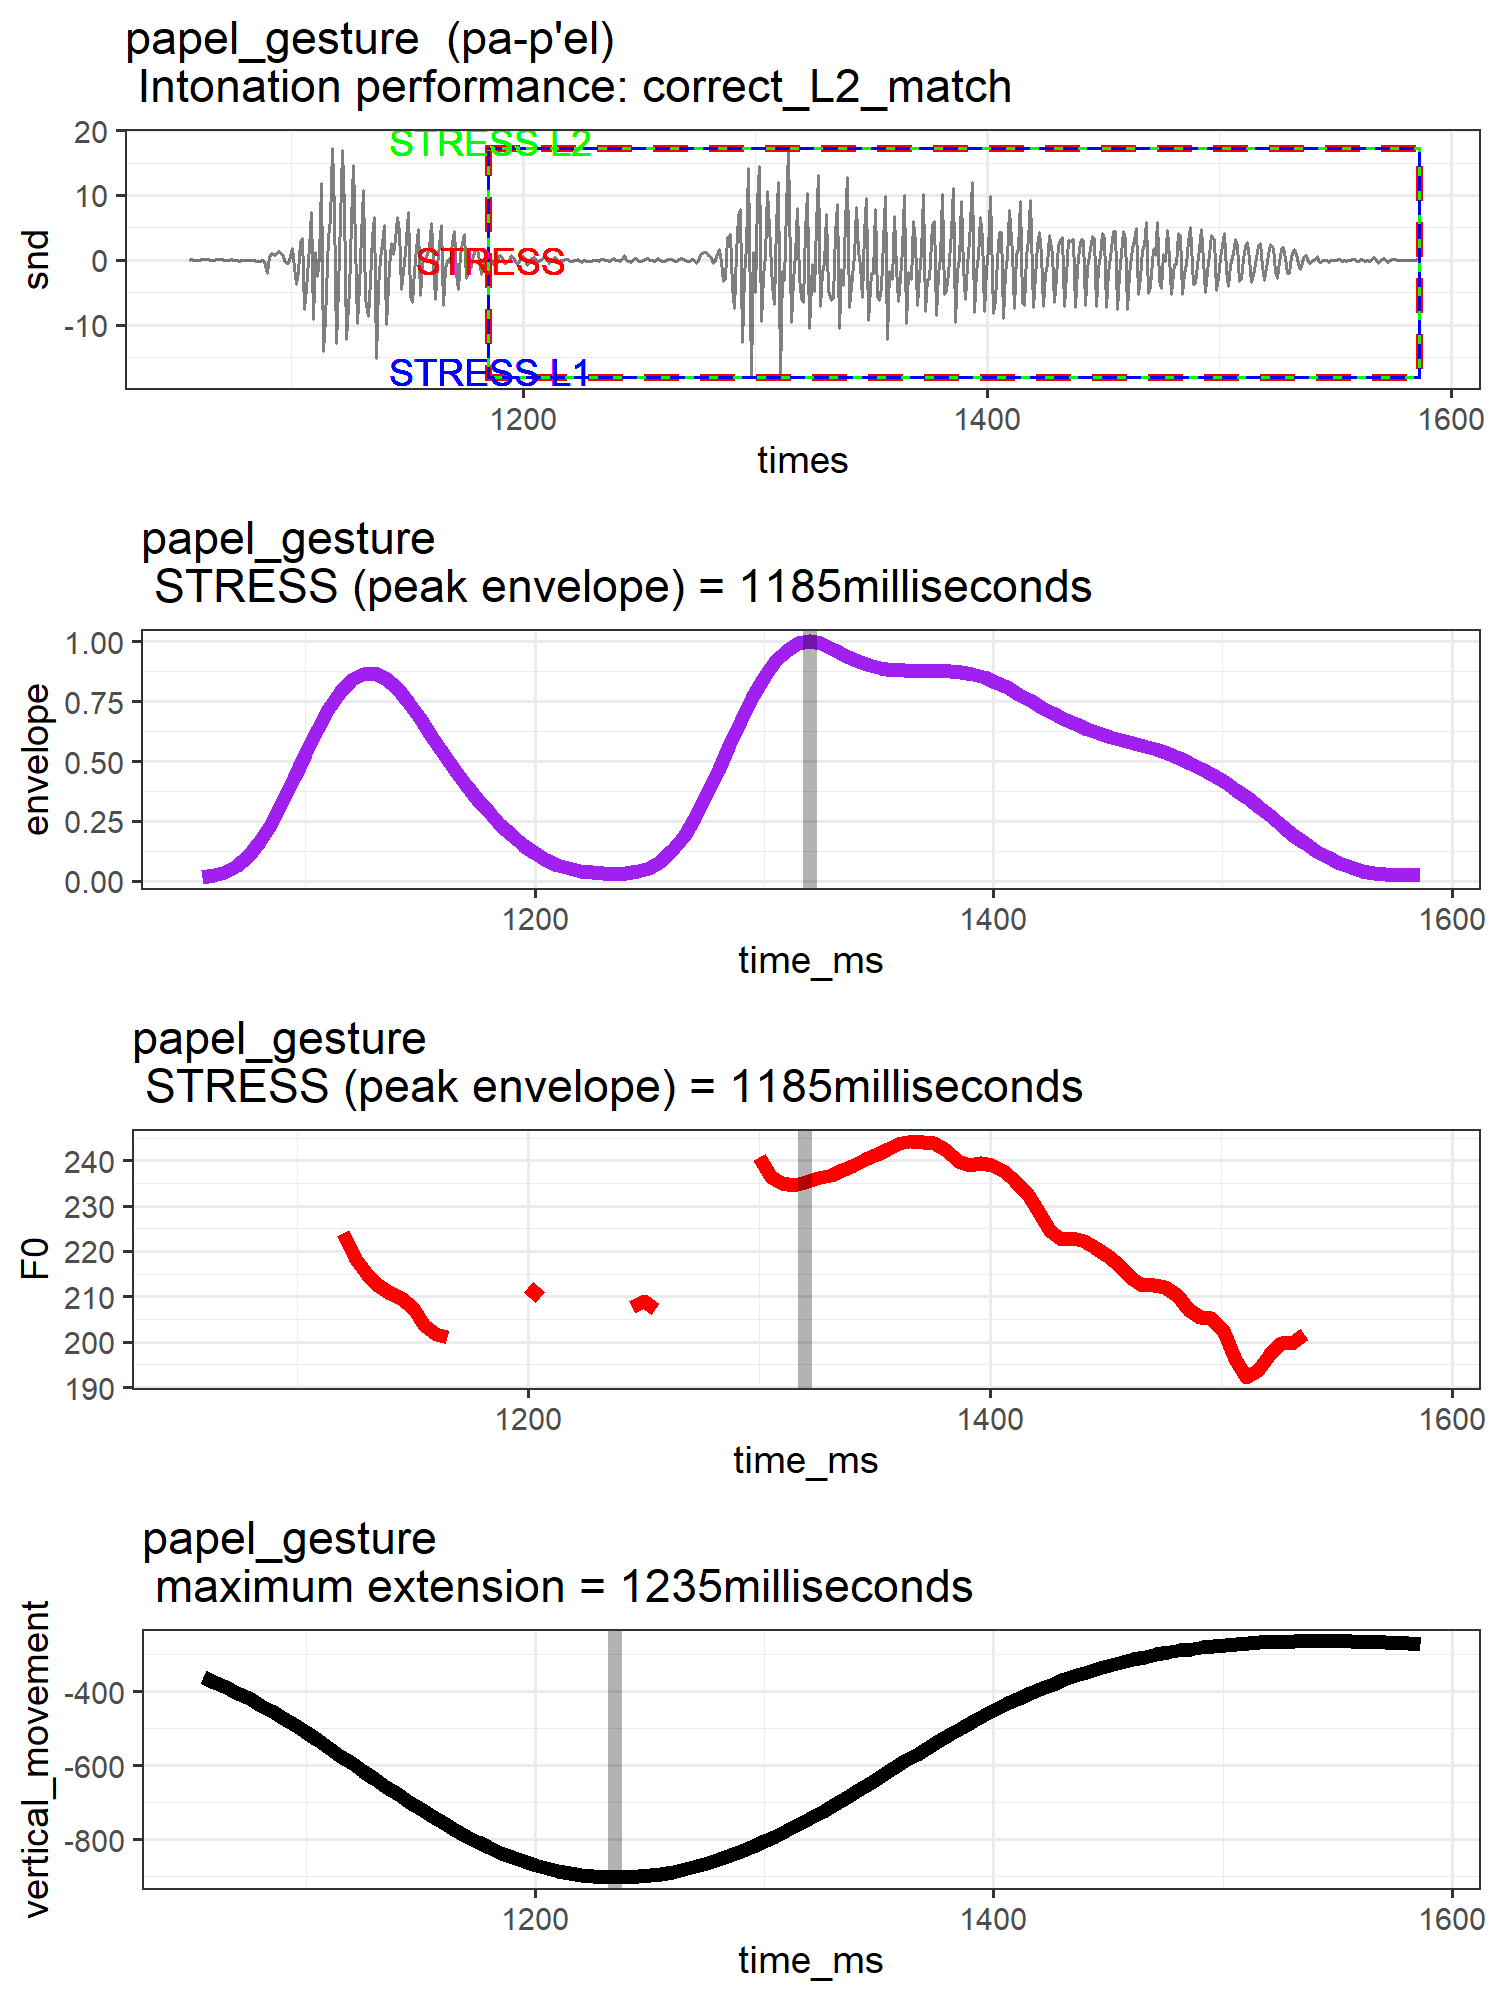 papel_gesture  (pa-p'el)
Intonation performance: correct_L2_match
20
10
0
-10
snd
STRESS L2
STRESS
STRESS L1
1200 1400 1600
times
papel_gesture
STRESS (peak envelope) = 1185milliseconds
1.00
0.75
0.50
0.25
0.00
envelope
1200 1400 1600
time_ms
papel_gesture
STRESS (peak envelope) = 1185milliseconds
240
230
220
210
200
190
F0
1200 1400 1600
time_ms
papel_gesture
maximum extension = 1235milliseconds
-400
-600
-800
vertical_movement
1200 1400 1600
time_ms